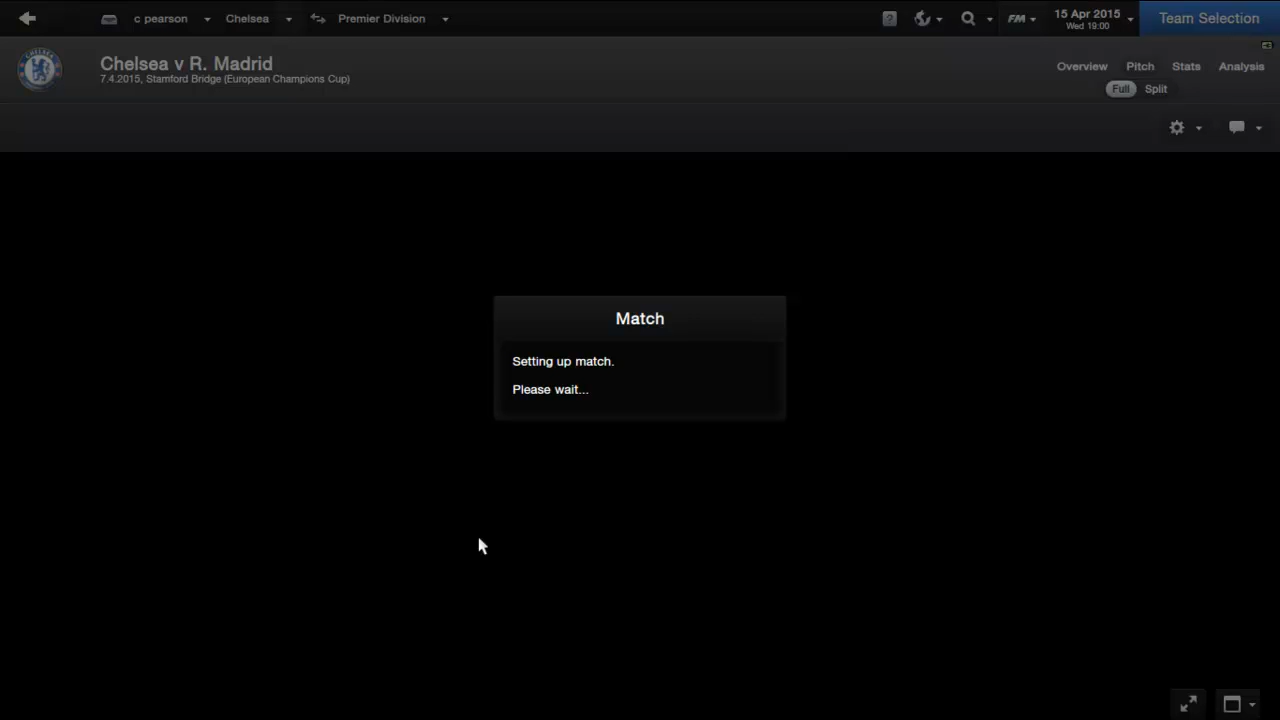 c pearson
Chelsea
Premier Division
?
FM
15 Apr 2015
Wed 19:00
Team Selection
Chelsea v R. Madrid
7.4.2015, Stamford Bridge (European Champions Cup)
Overview
Pitch
Stats
Analysis
Full
Split
Match
Setting up match.
Please wait...